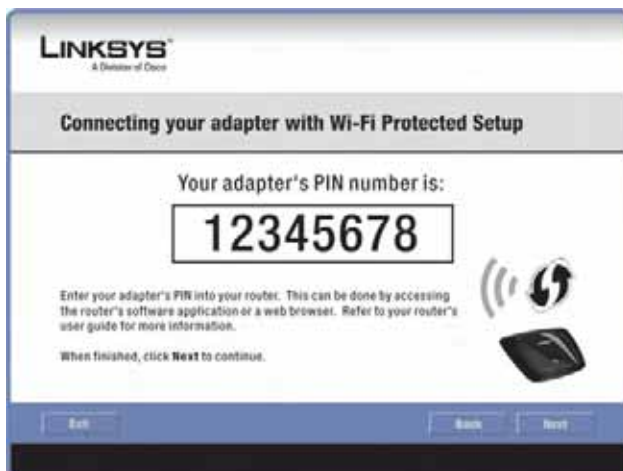 LINKSYS®
A Division of Cisco
Connecting your adapter with Wi-Fi Protected Setup
Your adapter's PIN number is:
12345678
Enter your adapter's PIN into your router. This can be done by accessing
the router's software application or a web browser. Refer to your router's
user guide for more information.
When finished, click Next to continue.
Exit
Back
Next